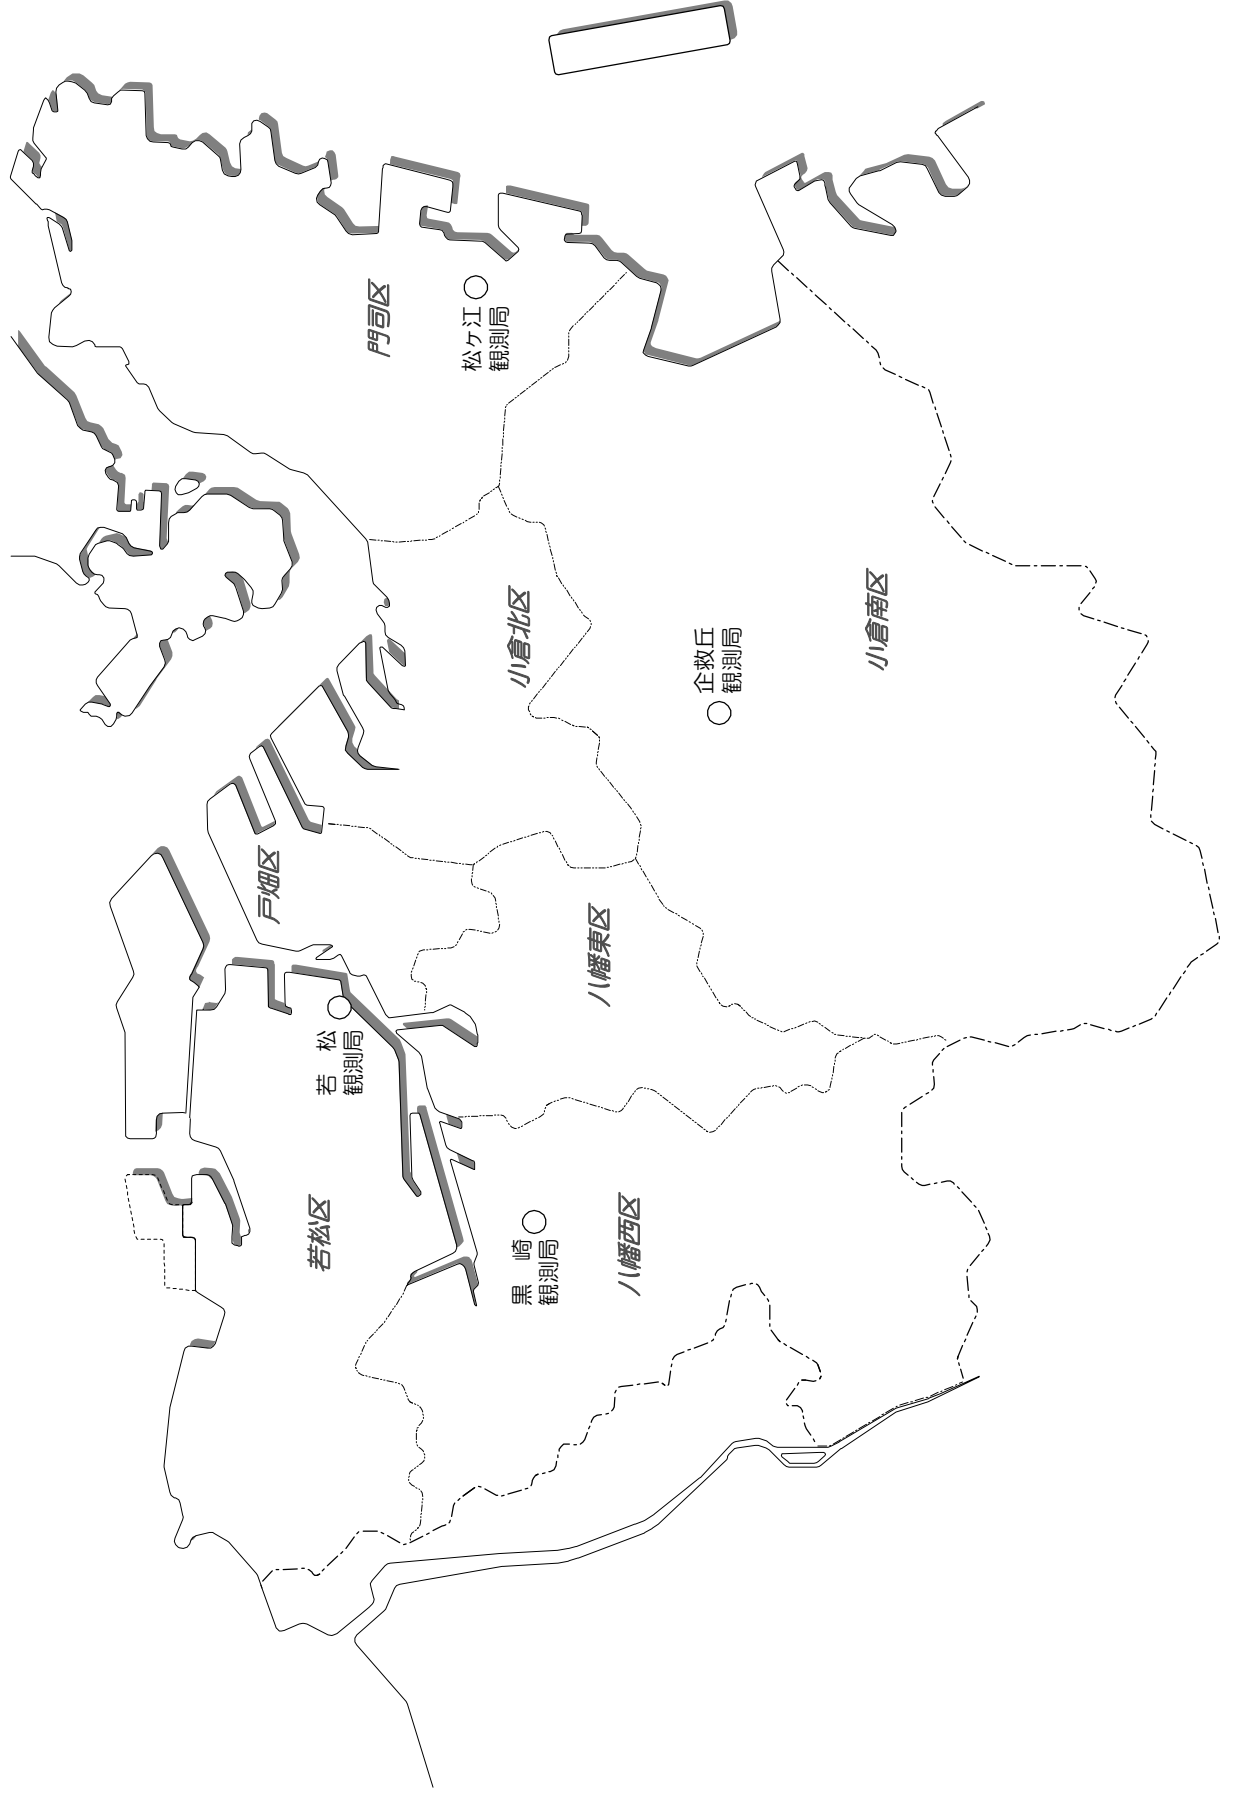 門司区
松ヶ江
観測局
小倉北区
企救丘
観測局
小倉南区
戸畑区
若　松
観測局
八幡東区
若松区
黒　崎
観測局
八幡西区